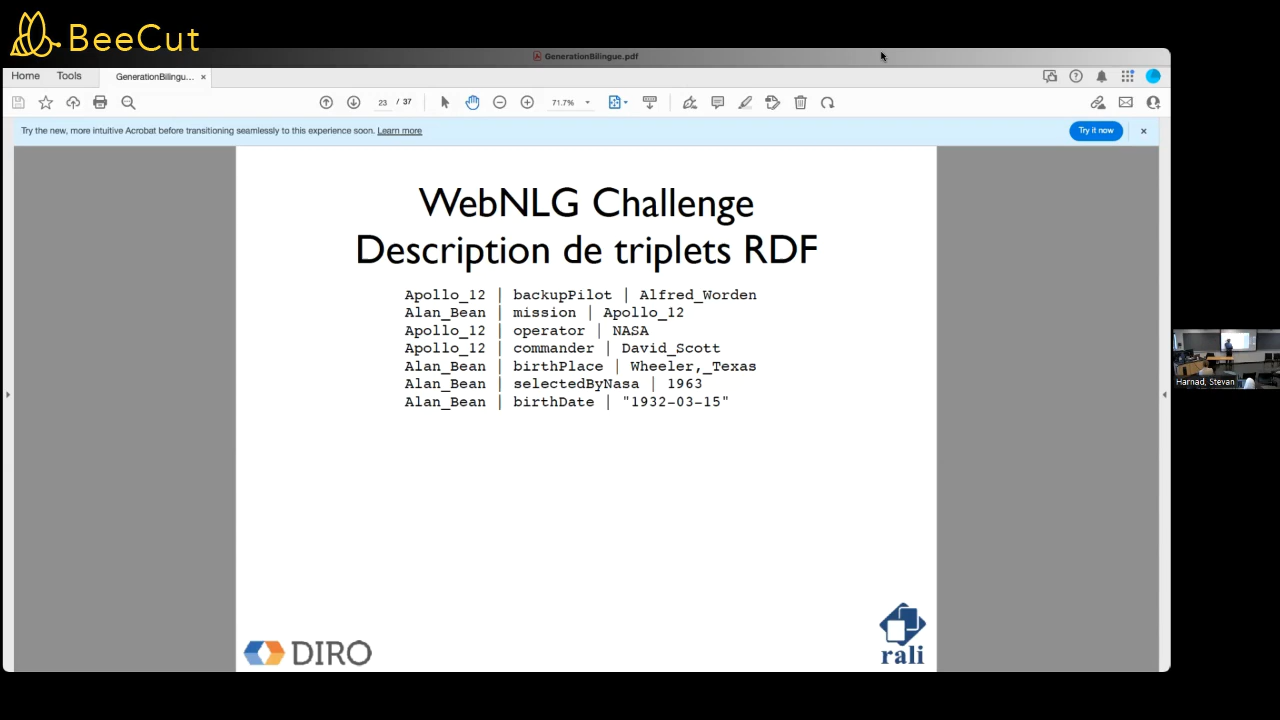 BeeCut
GenerationBilingue.pdf
Home Tools GenerationBilingu... ×
23 / 37 71.7%
Try the new, more intuitive Acrobat before transitioning seamlessly to this experience soon. Learn more Try it now ×
WebNLG Challenge
Description de triplets RDF
Apollo_12 | backupPilot | Alfred_Worden
Alan_Bean | mission | Apollo_12
Apollo_12 | operator | NASA
Apollo_12 | commander | David_Scott
Alan_Bean | birthPlace | Wheeler,_Texas
Alan_Bean | selectedByNasa | 1963
Alan_Bean | birthDate | "1932-03-15"
Harnad, Stevan
DIRO
rali